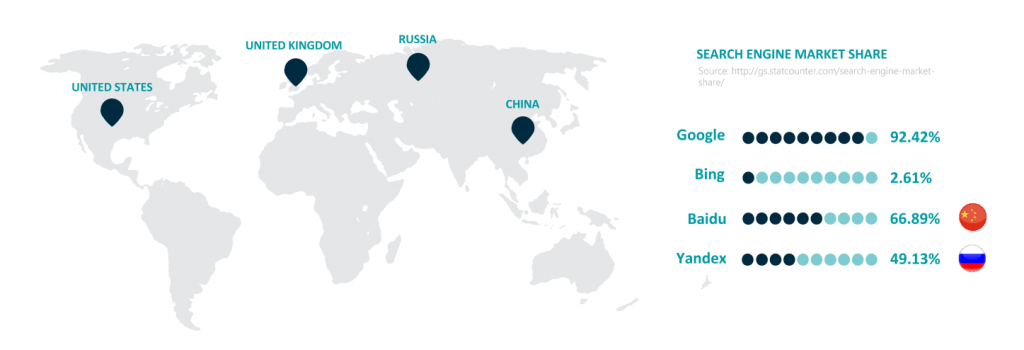 UNITED STATES
UNITED KINGDOM
RUSSIA
CHINA
SEARCH ENGINE MARKET SHARE
Source: http://gs.statcounter.com/search-engine-market-
share/
Google 92.42%
Bing 2.61%
Baidu 66.89%
Yandex 49.13%